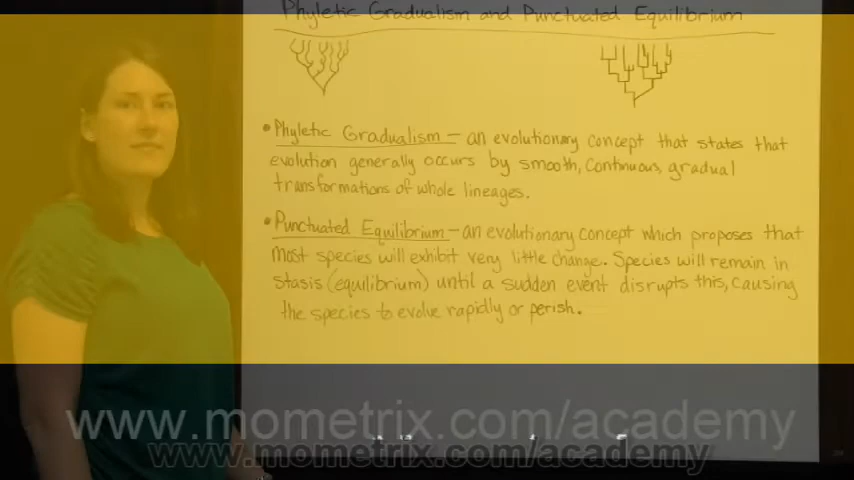 Phyletic Gradualism and Punctuated Equilibrium
• Phyletic Gradualism – an evolutionary concept that states that
evolution generally occurs by smooth, continuous, gradual
transformations of whole lineages.
• Punctuated Equilibrium – an evolutionary concept which proposes that
most species will exhibit very little change. Species will remain in
stasis (equilibrium) until a sudden event disrupts this, causing
the species to evolve rapidly or perish.
www.mometrix.com/academy
www.mometrix.com/academy